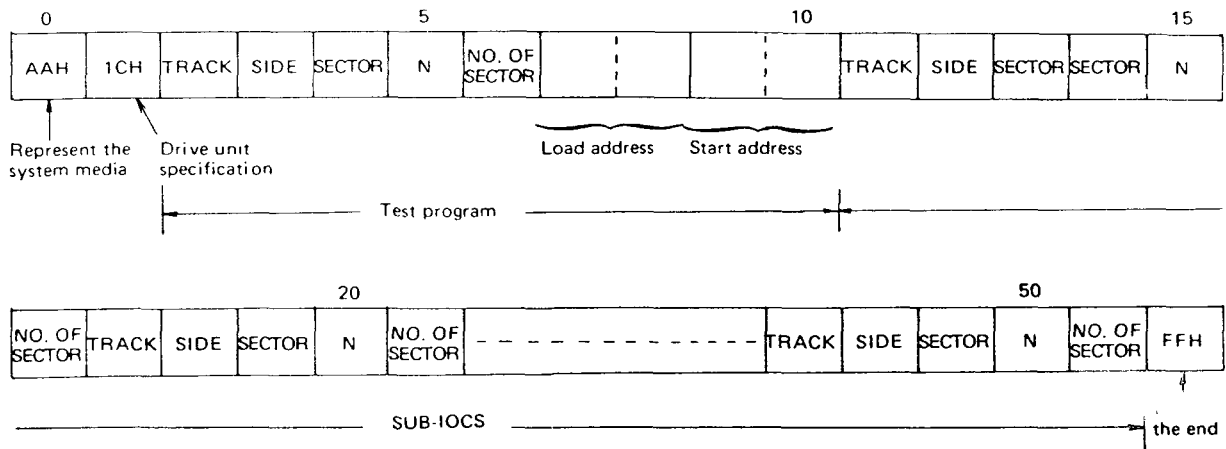 0 5 10 15
AAH 1CH TRACK SIDE SECTOR N NO. OF SECTOR TRACK SIDE SECTOR SECTOR N
Represent the system media
Drive unit specification
Load address
Start address
Test program
20 50
NO. OF SECTOR TRACK SIDE SECTOR N NO. OF SECTOR TRACK SIDE SECTOR N NO. OF SECTOR FFH
SUB-IOCS
the end